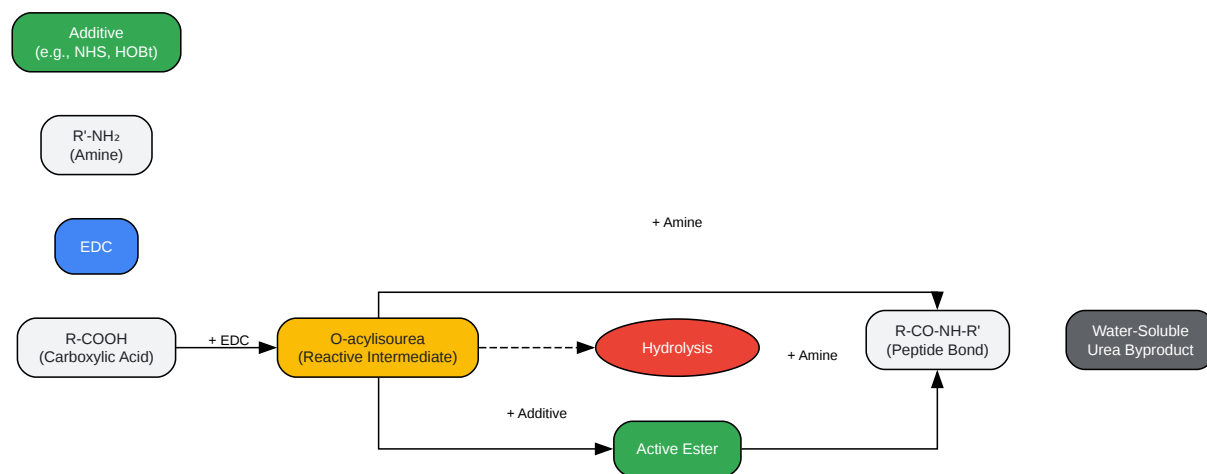 Additive
(e.g., NHS, HOBt)
R'-NH₂
(Amine)
+ Amine
EDC
R-COOH
(Carboxylic Acid)
+ EDC
O-acylisourea
(Reactive Intermediate)
Hydrolysis
+ Amine
R-CO-NH-R'
(Peptide Bond)
Water-Soluble
Urea Byproduct
+ Additive
Active Ester